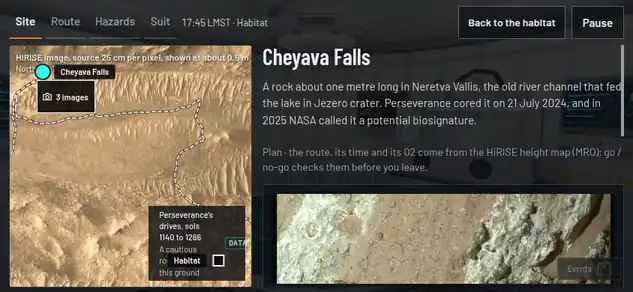 Site Route Hazards Suit 17:45 LMST · Habitat Back to the habitat Pause
HiRISE image, source 25 cm per pixel, shown at about 0.5 m
North
Cheyava Falls
3 images
Perseverance's
drives, sols
1140 to 1266
A cautious
ro
Habitat
this ground
DATA
Cheyava Falls
A rock about one metre long in Neretva Vallis, the old river channel that fed
the lake in Jezero crater. Perseverance cored it on 21 July 2024, and in
2025 NASA called it a potential biosignature.
Plan · the route, its time and its O2 come from the HiRISE height map (MRO); go /
no-go checks them before you leave.
Events